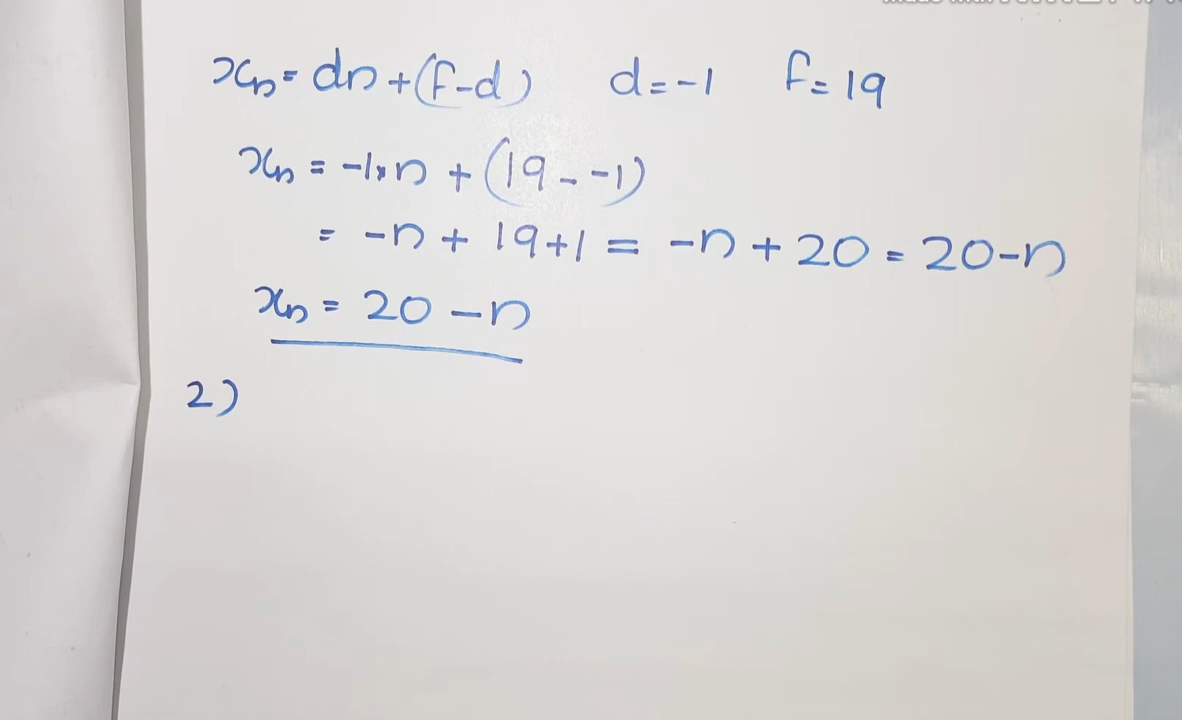 xₙ = dn + (f - d) d = -1 f = 19
xₙ = -1 × n + (19 - -1)
= -n + 19 + 1 = -n + 20 = 20 - n
xₙ = 20 - n
2)